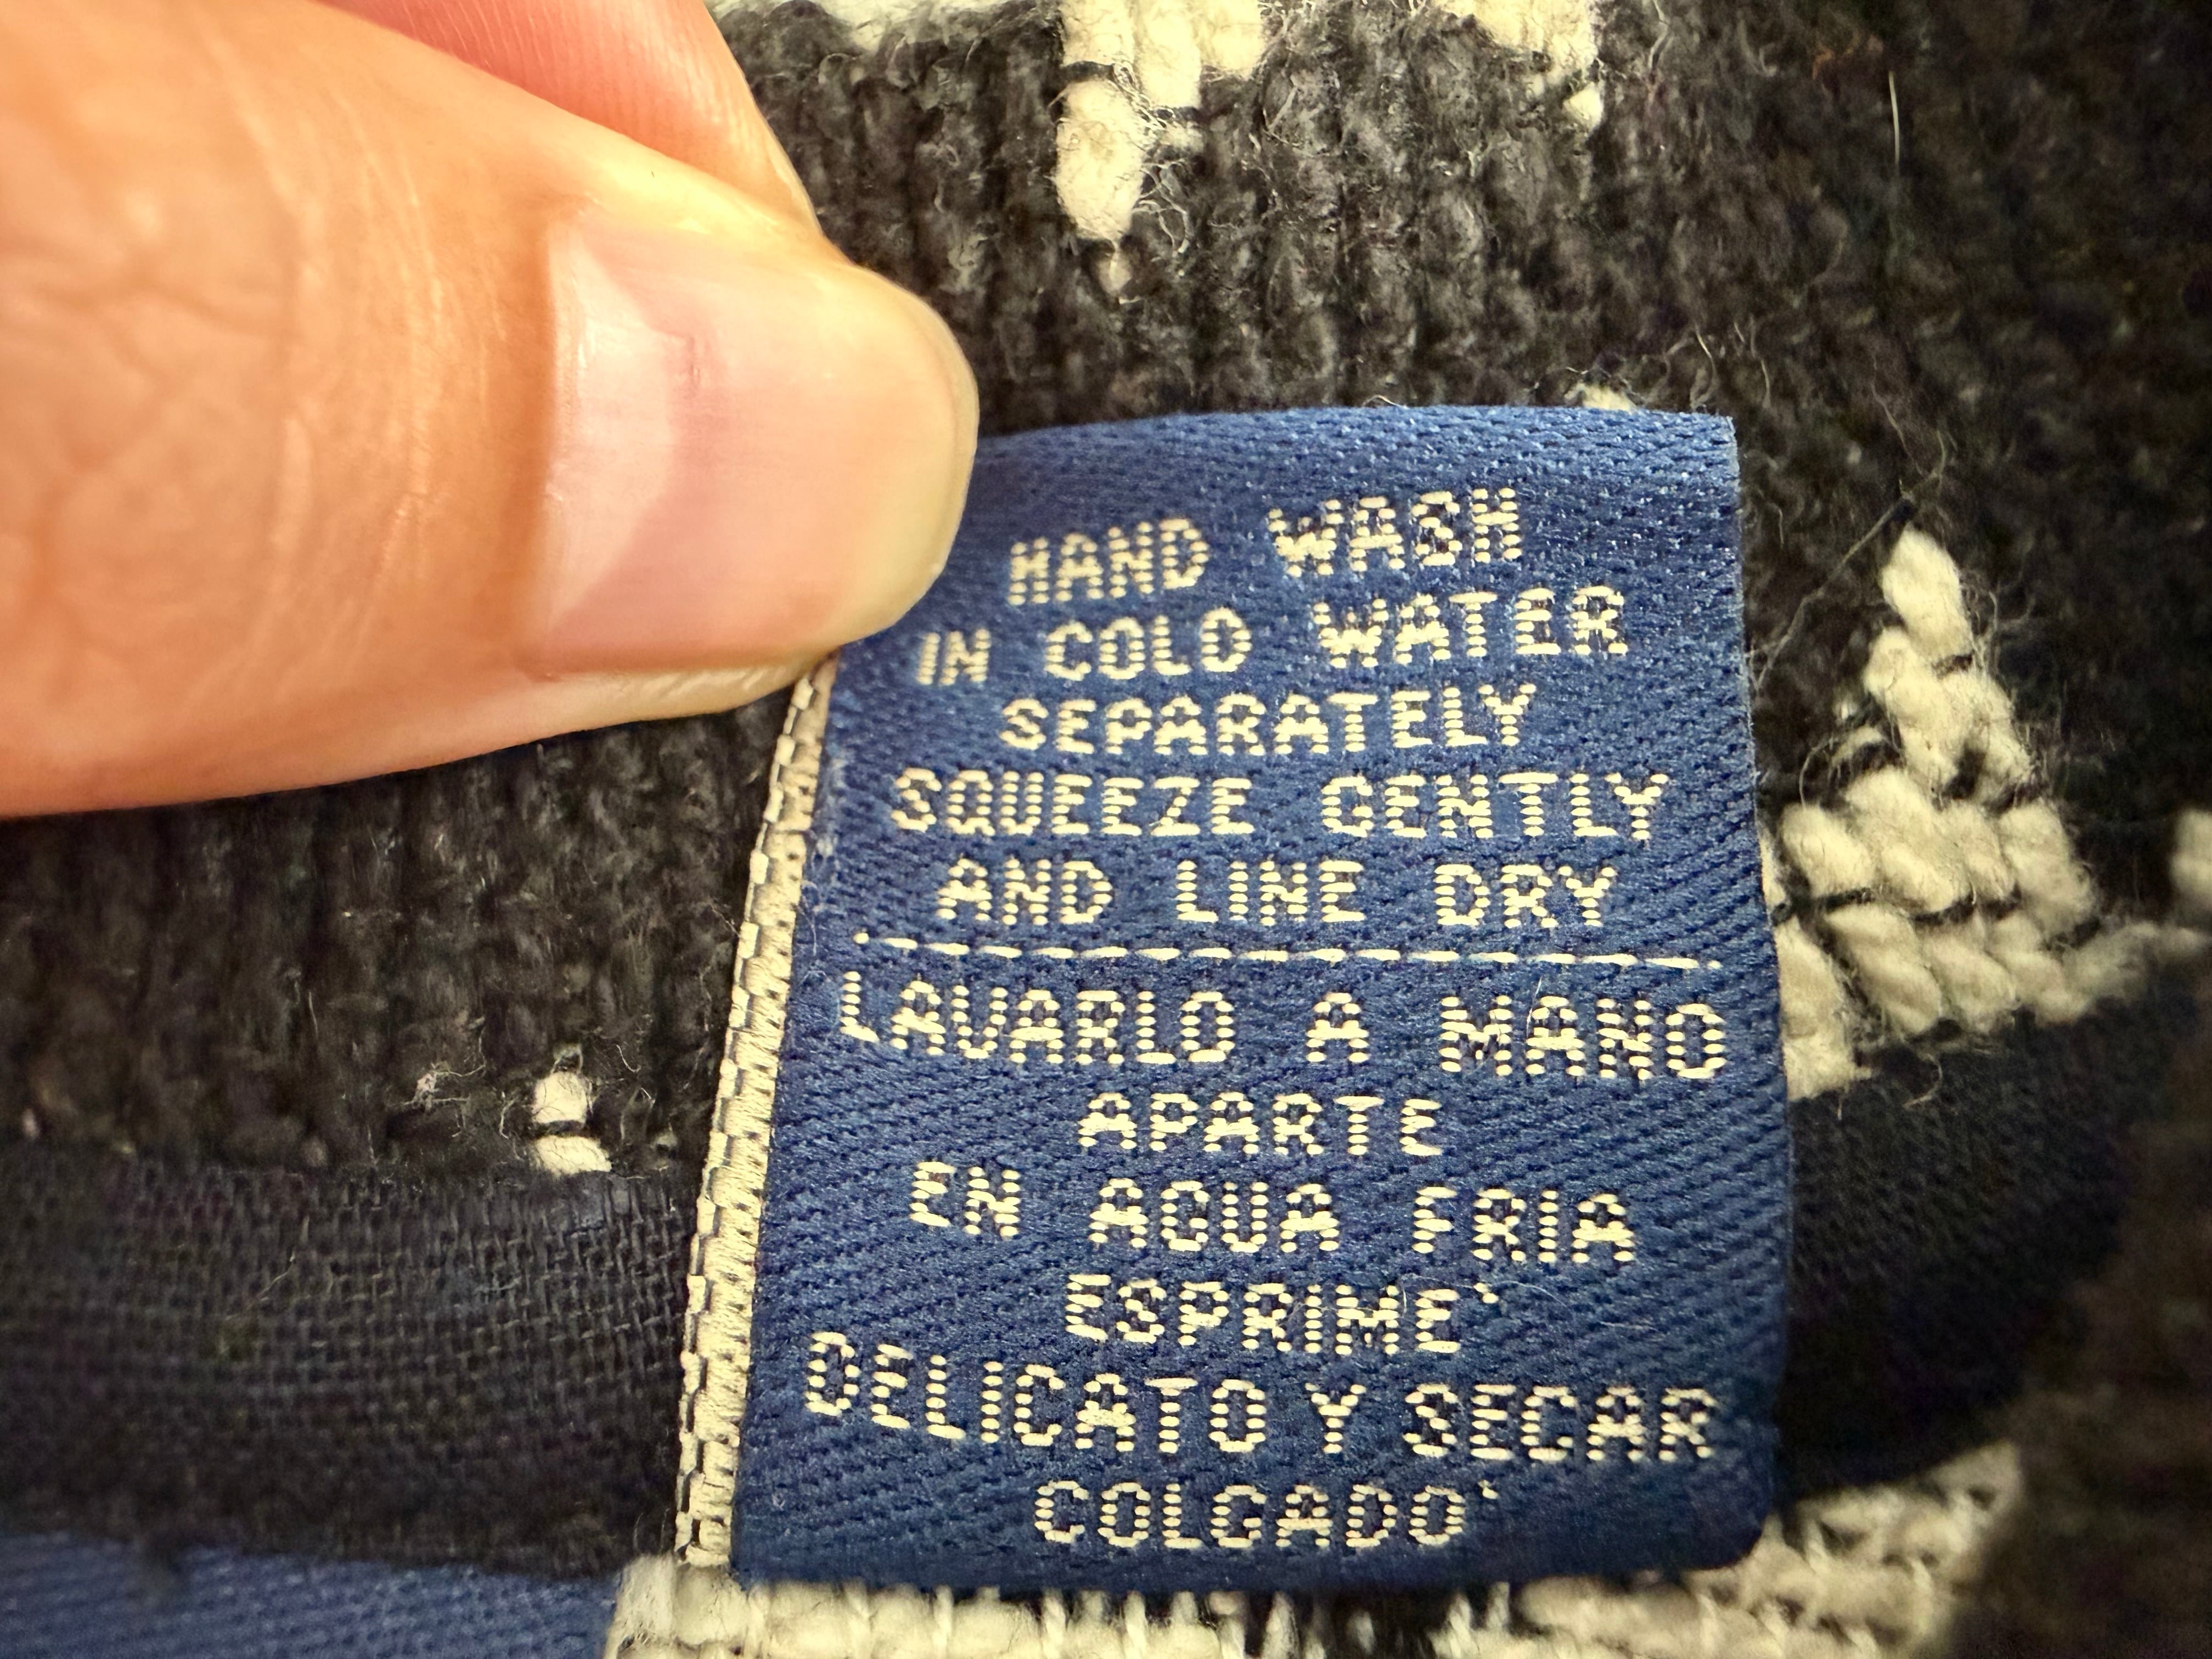 HAND WASH
IN COLD WATER
SEPARATELY
SQUEEZE GENTLY
AND LINE DRY
LAVARLO A MANO
APARTE
EN AGUA FRIA
ESPRIME`
DELICATO Y SECAR
COLGADO`